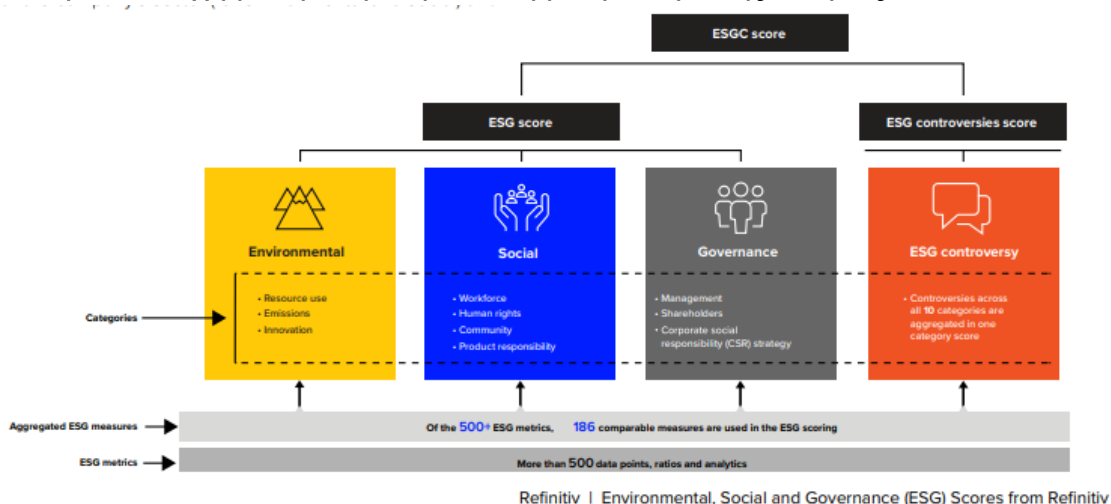 ESGC score
ESG score
ESG controversies score
Environmental
Social
Governance
ESG controversy
Categories
• Resource use
• Emissions
• Innovation
• Workforce
• Human rights
• Community
• Product responsibility
• Management
• Shareholders
• Corporate social
responsibility (CSR) strategy
• Controversies across
all 10 categories are
aggregated in one
category score
Aggregated ESG measures
Of the 500+ ESG metrics, 186 comparable measures are used in the ESG scoring
ESG metrics
More than 500 data points, ratios and analytics
Refinitiv | Environmental, Social and Governance (ESG) Scores from Refinitiv